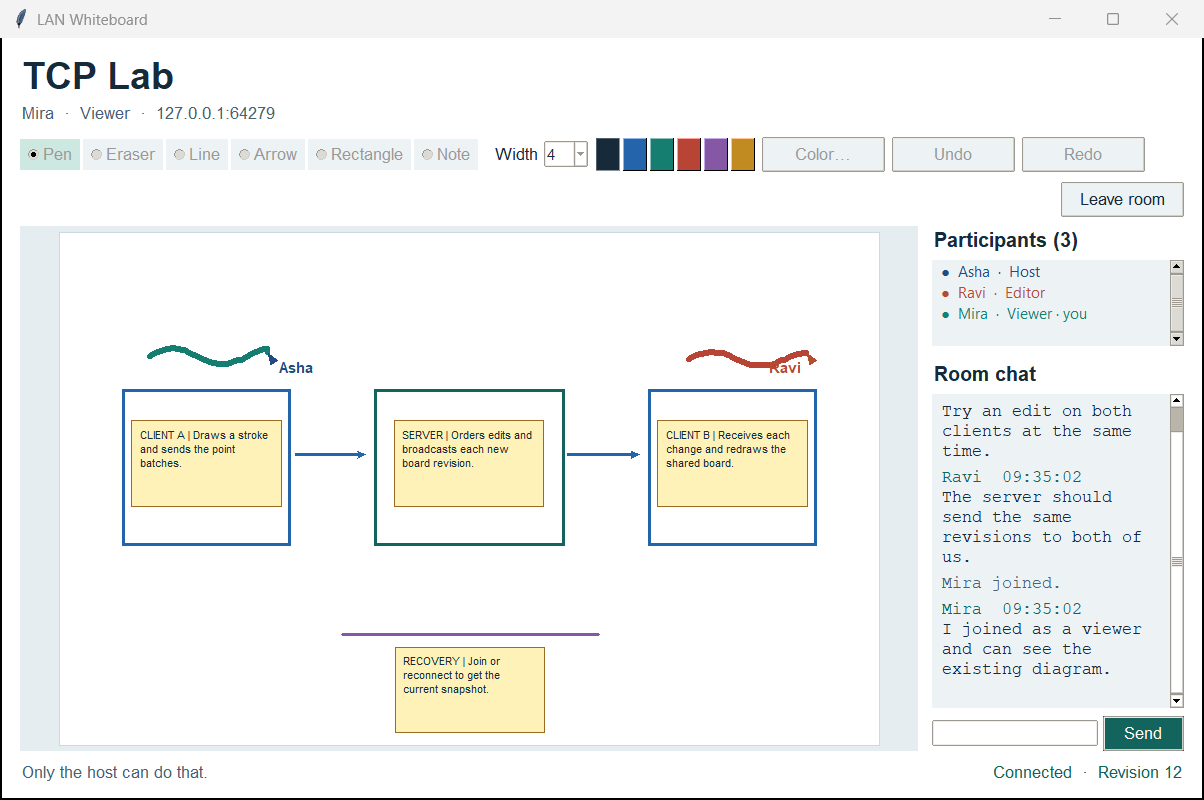 LAN Whiteboard
TCP Lab
Mira · Viewer · 127.0.0.1:64279
Pen Eraser Line Arrow Rectangle Note Width 4 Color... Undo Redo
Leave room
Participants (3)
Asha · Host
Ravi · Editor
Mira · Viewer · you
Asha
Ravi
CLIENT A | Draws a stroke
and sends the point
batches.
SERVER | Orders edits and
broadcasts each new
board revision.
CLIENT B | Receives each
change and redraws the
shared board.
RECOVERY | Join or
reconnect to get the
current snapshot.
Room chat
Try an edit on both
clients at the same
time.
Ravi 09:35:02
The server should
send the same
revisions to both of
us.
Mira joined.
Mira 09:35:02
I joined as a viewer
and can see the
existing diagram.
Send
Only the host can do that.
Connected · Revision 12